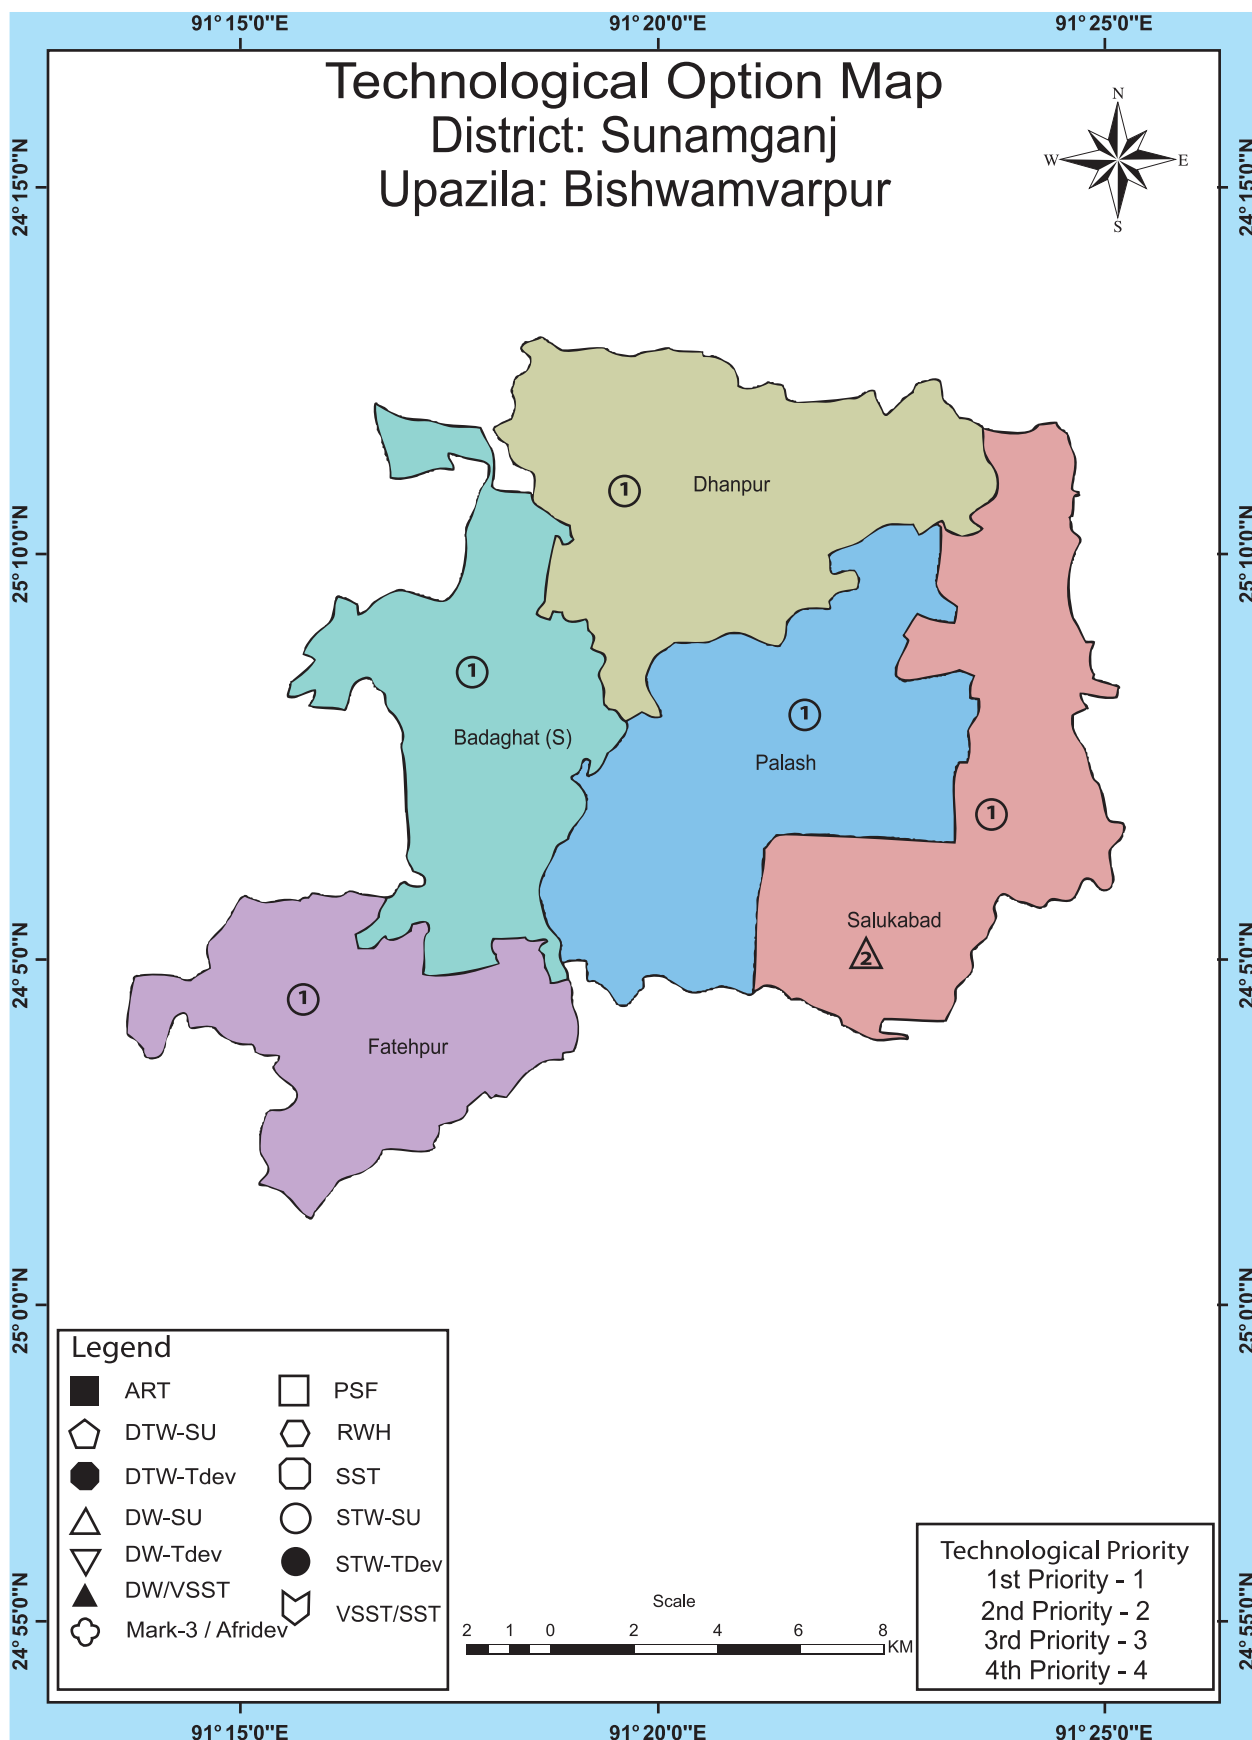 91° 15'0"E 91° 20'0"E 91° 25'0"E
Technological Option Map
District: Sunamganj
Upazila: Bishwamvarpur
N
W E
S
24° 15'0"N 24° 15'0"N
25° 10'0"N 25° 10'0"N
24° 5'0"N 24° 5'0"N
25° 0'0"N 25° 0'0"N
24° 55'0"N 24° 55'0"N
1 Dhanpur
1
Badaghat (S)
1
Palash
1
Salukabad
2
1
Fatehpur
Legend
ART
DTW-SU
DTW-Tdev
DW-SU
DW-Tdev
DW/VSST
Mark-3 / Afridev
PSF
RWH
SST
STW-SU
STW-TDev
VSST/SST
Scale
2 1 0 2 4 6 8
KM
Technological Priority
1st Priority - 1
2nd Priority - 2
3rd Priority - 3
4th Priority - 4
91° 15'0"E 91° 20'0"E 91° 25'0"E